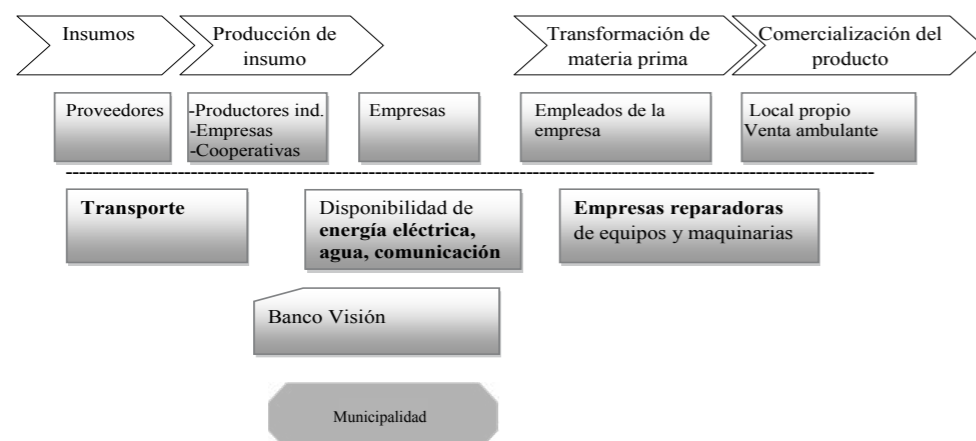 Insumos
Producción de
insumo
Transformación de
materia prima
Comercialización del
producto
Proveedores
-Productores ind.
-Empresas
-Cooperativas
Empresas
Empleados de la
empresa
Local propio
Venta ambulante
Transporte
Disponibilidad de
energía eléctrica,
agua, comunicación
Empresas reparadoras
de equipos y maquinarias
Banco Visión
Municipalidad